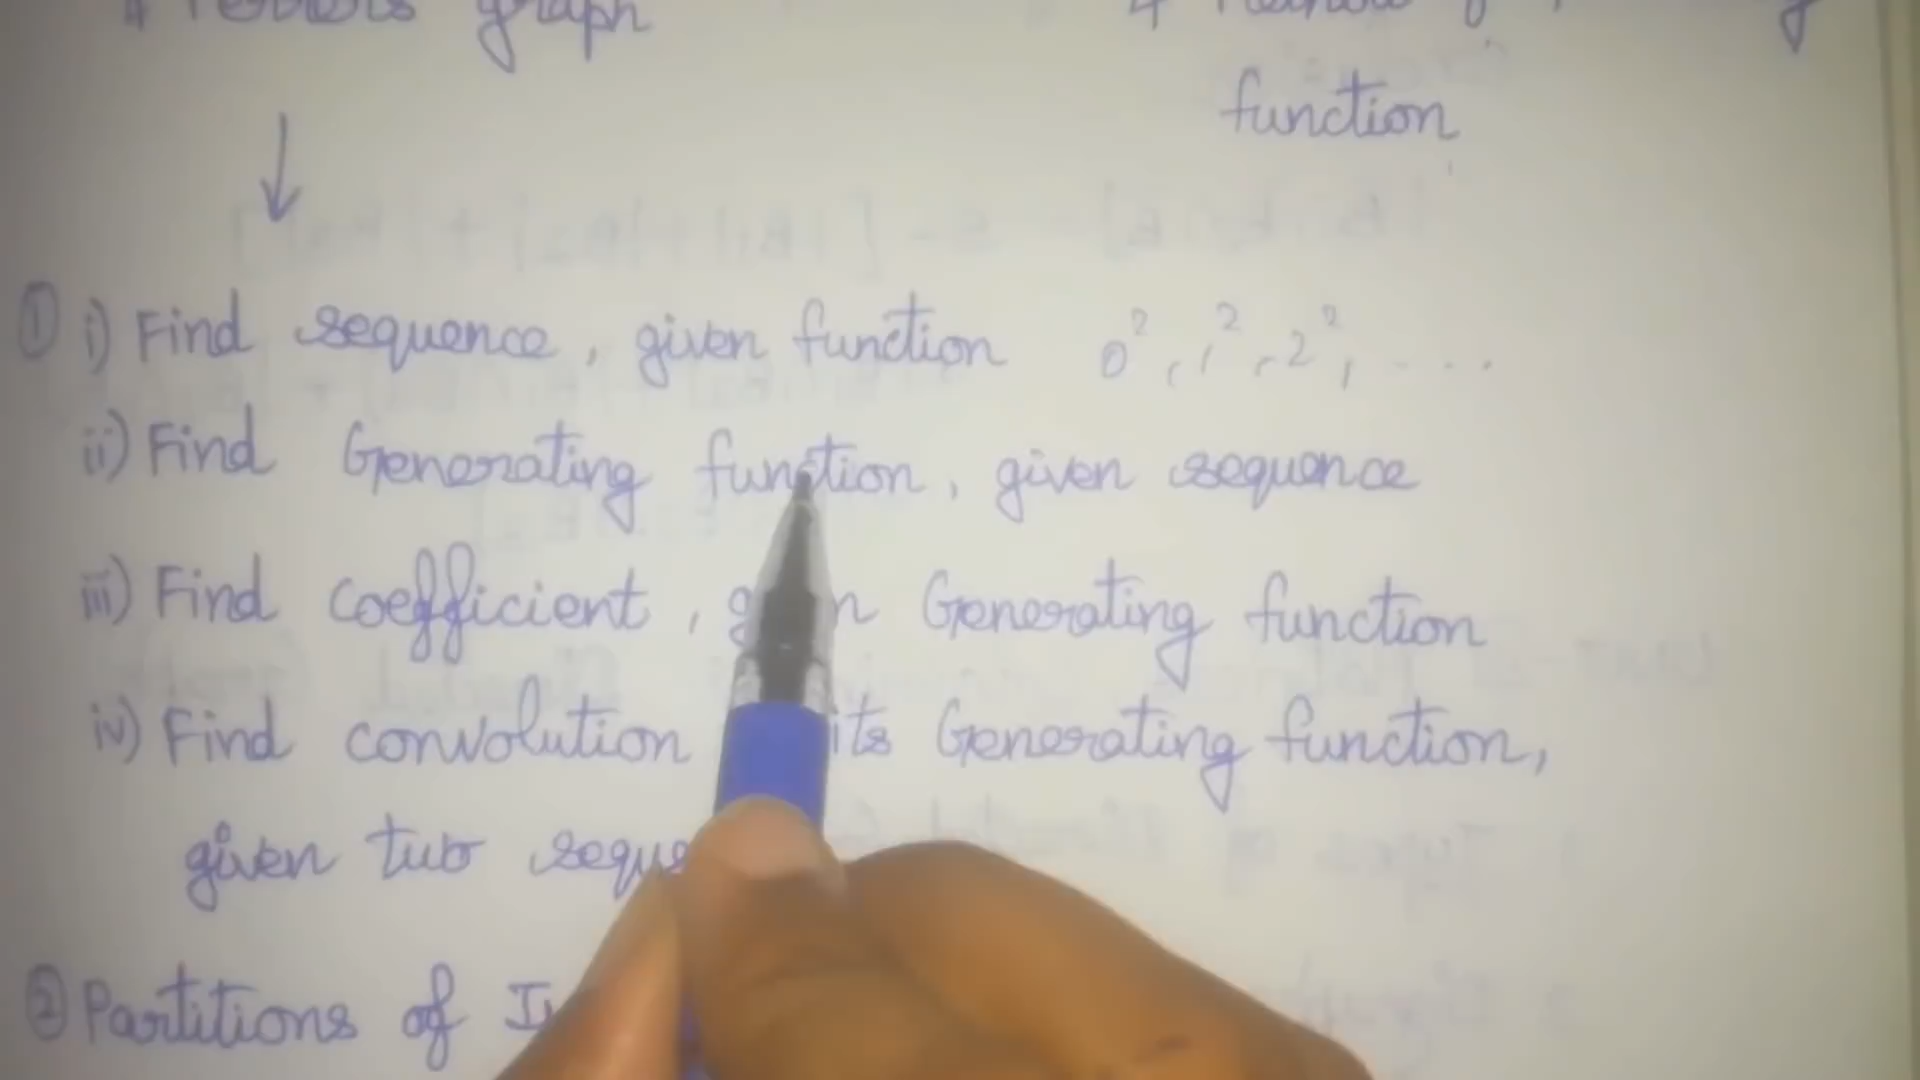 graph
function
① i) Find sequence, given function 0², 1², 2², ....
ii) Find Generating function, given sequence
iii) Find coefficient, Generating function
iv) Find convolution its Generating function,
given two
② Partitions of